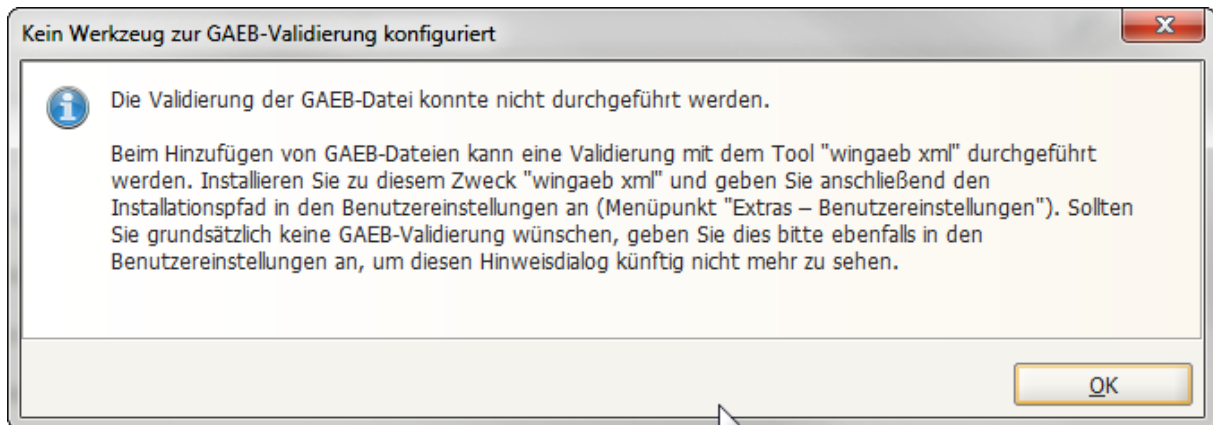 Kein Werkzeug zur GAEB-Validierung konfiguriert
Die Validierung der GAEB-Datei konnte nicht durchgeführt werden.
Beim Hinzufügen von GAEB-Dateien kann eine Validierung mit dem Tool "wingaeb xml" durchgeführt
werden. Installieren Sie zu diesem Zweck "wingaeb xml" und geben Sie anschließend den
Installationspfad in den Benutzereinstellungen an (Menüpunkt "Extras – Benutzereinstellungen"). Sollten
Sie grundsätzlich keine GAEB-Validierung wünschen, geben Sie dies bitte ebenfalls in den
Benutzereinstellungen an, um diesen Hinweisdialog künftig nicht mehr zu sehen.
OK